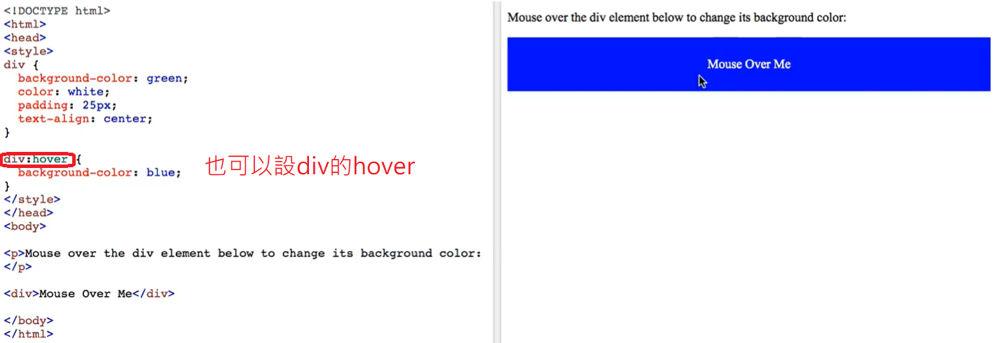 <!DOCTYPE html>
<html>
<head>
<style>
div {
  background-color: green;
  color: white;
  padding: 25px;
  text-align: center;
}
div:hover {
  background-color: blue;
}
</style>
</head>
<body>
<p>Mouse over the div element below to change its background color:
</p>
<div>Mouse Over Me</div>
</body>
</html>
也可以設div的hover
Mouse over the div element below to change its background color:
Mouse Over Me